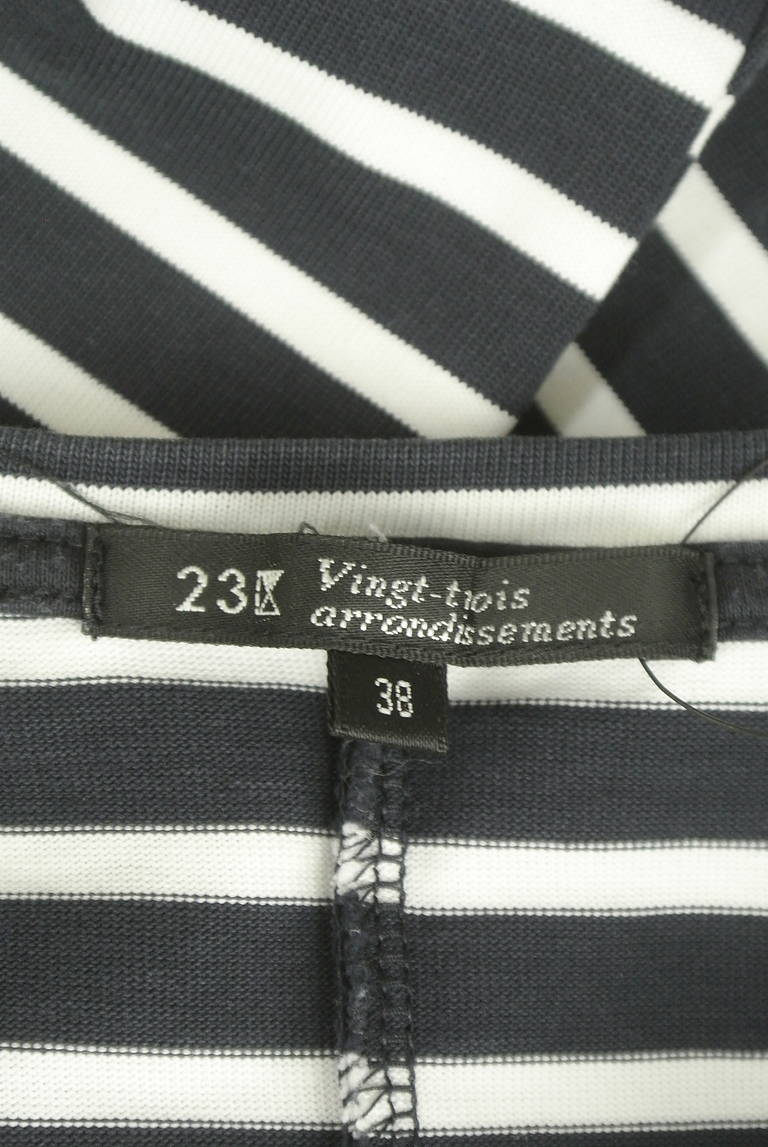 23区 Vingt-trois
arrondissements
38